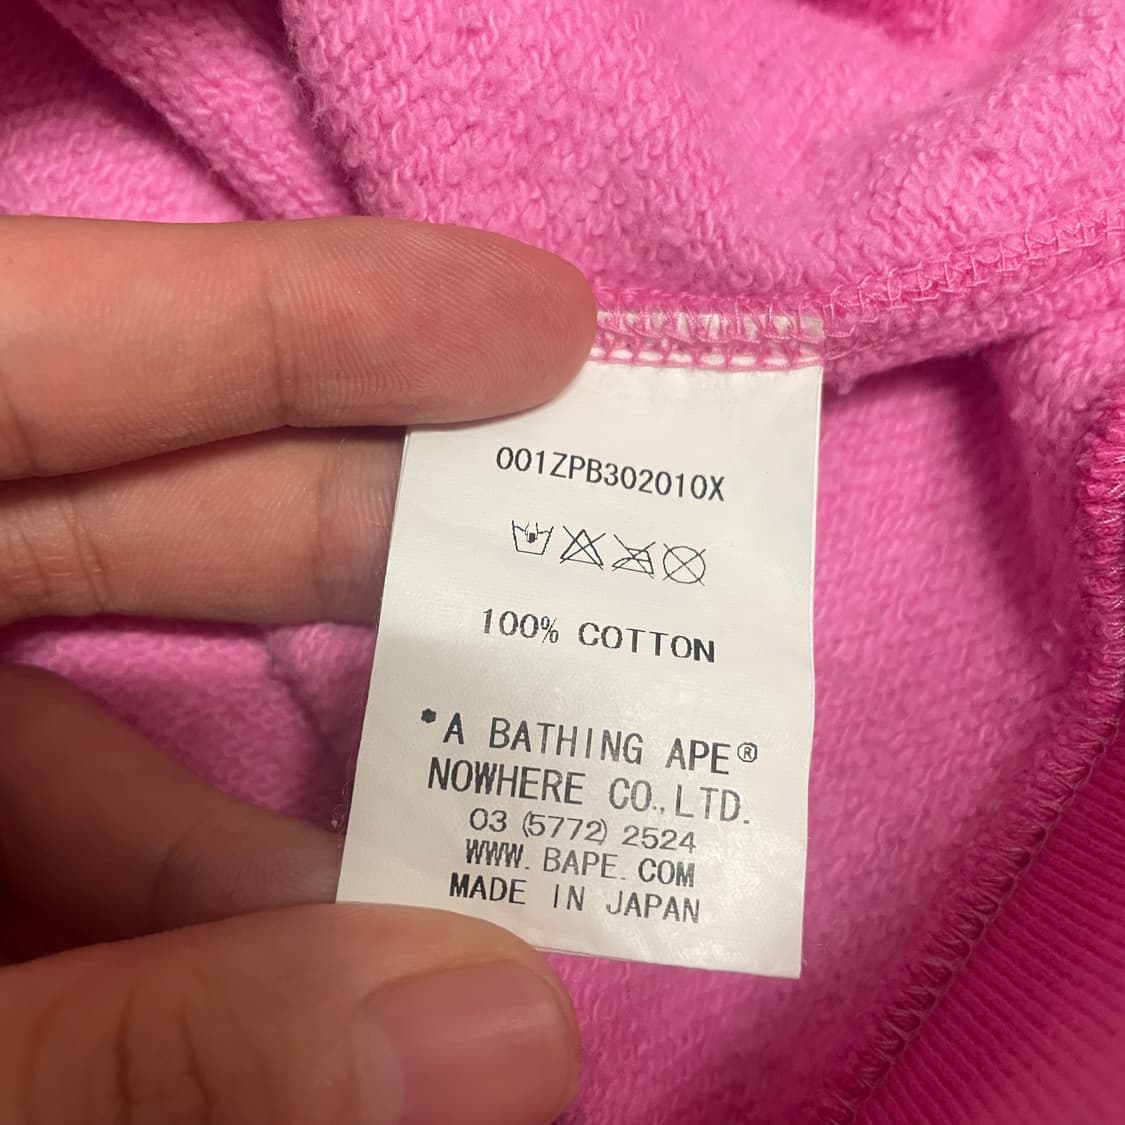 001ZPB302010X
100% COTTON
*A BATHING APE®
NOWHERE CO.,LTD.
03 (5772) 2524
WWW. BAPE. COM
MADE IN JAPAN